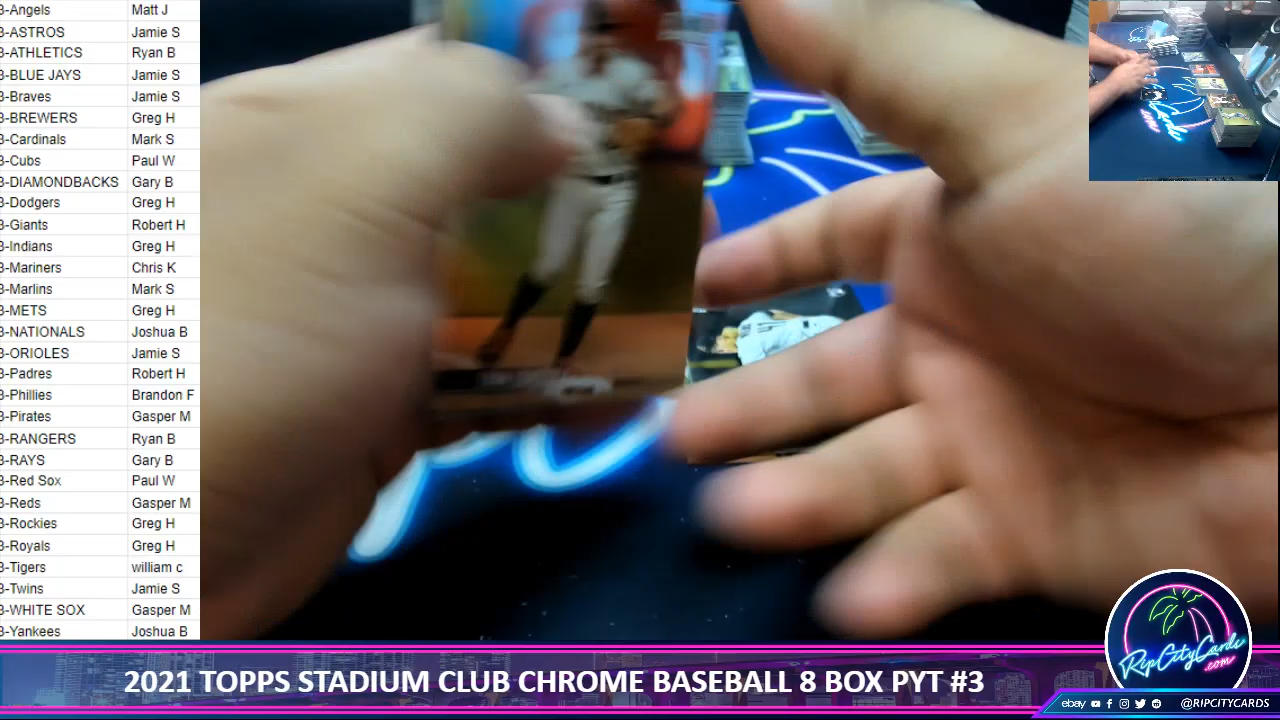 3-Angels Matt J
3-ASTROS Jamie S
3-ATHLETICS Ryan B
3-BLUE JAYS Jamie S
3-Braves Jamie S
3-BREWERS Greg H
3-Cardinals Mark S
3-Cubs Paul W
3-DIAMONDBACKS Gary B
3-Dodgers Greg H
3-Giants Robert H
3-Indians Greg H
3-Mariners Chris K
3-Marlins Mark S
3-METS Greg H
3-NATIONALS Joshua B
3-ORIOLES Jamie S
3-Padres Robert H
3-Phillies Brandon F
3-Pirates Gasper M
3-RANGERS Ryan B
3-RAYS Gary B
3-Red Sox Paul W
3-Reds Gasper M
3-Rockies Greg H
3-Royals Greg H
3-Tigers william c
3-Twins Jamie S
3-WHITE SOX Gasper M
3-Yankees Joshua B
RipCityCards
.com
2021 TOPPS STADIUM CLUB CHROME BASEBALL 8 BOX PYT #3
ebay @RIPCITYCARDS